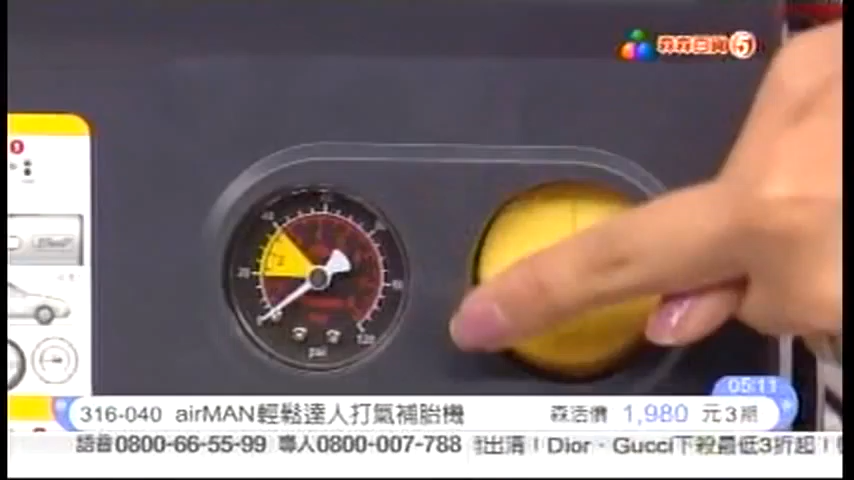 森森百貨5
40
20
120
psi
05:11
316-040 airMAN輕鬆達人打氣補胎機 森活價 1,980 元3期
語音0800-66-55-99 專人0800-007-788 出清!Dior、Gucci下殺最低3折起!